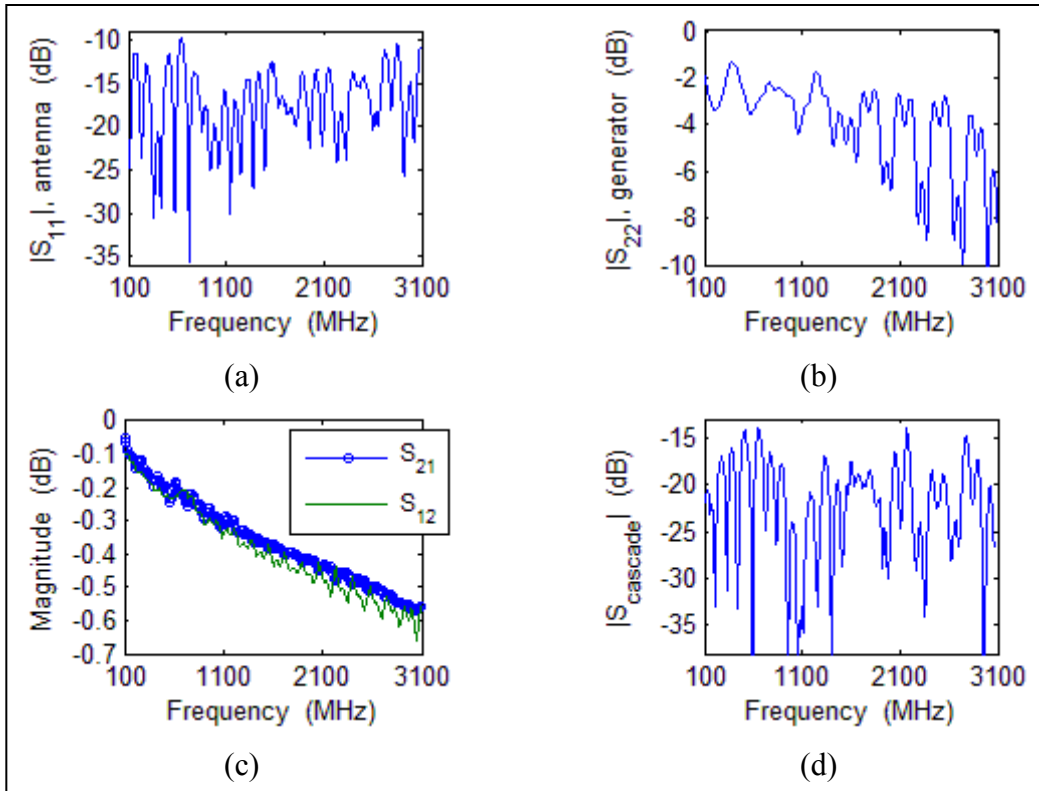 |S11|, antenna (dB)
-10
-15
-20
-25
-30
-35
100 1100 2100 3100
Frequency (MHz)
(a)
|S22|, generator (dB)
0
-2
-4
-6
-8
-10
100 1100 2100 3100
Frequency (MHz)
(b)
Magnitude (dB)
0
-0.1
-0.2
-0.3
-0.4
-0.5
-0.6
-0.7
S21
S12
100 1100 2100 3100
Frequency (MHz)
(c)
|Scascade| (dB)
-15
-20
-25
-30
-35
100 1100 2100 3100
Frequency (MHz)
(d)